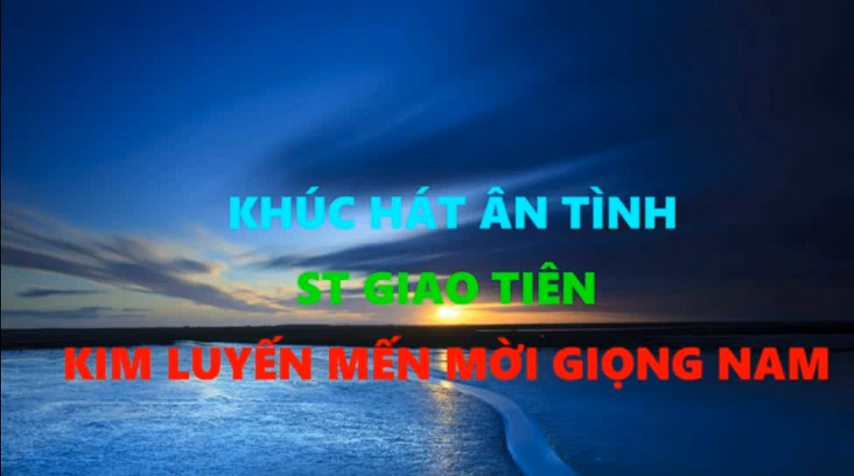 KHÚC HÁT ÂN TÌNH
ST GIAO TIÊN
KIM LUYẾN MẾN MỜI GIỌNG NAM